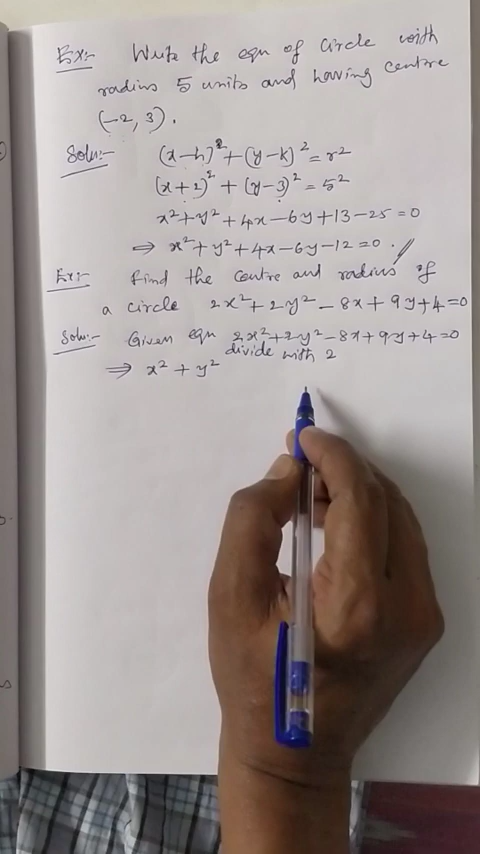 Ex:- Write the eqn of circle with
radius 5 units and having centre
(-2, 3).
Soln:- (x-h)² + (y-k)² = r²
(x+2)² + (y-3)² = 5²
x²+y²+4x-6y+13-25=0
⇒ x²+y²+4x-6y-12=0.
Ex:- Find the centre and radius of
a circle 2x²+2y²-8x+9y+4=0
Soln:- Given eqn 2x²+2y²-8x+9y+4=0
divide with 2
⇒ x² + y²